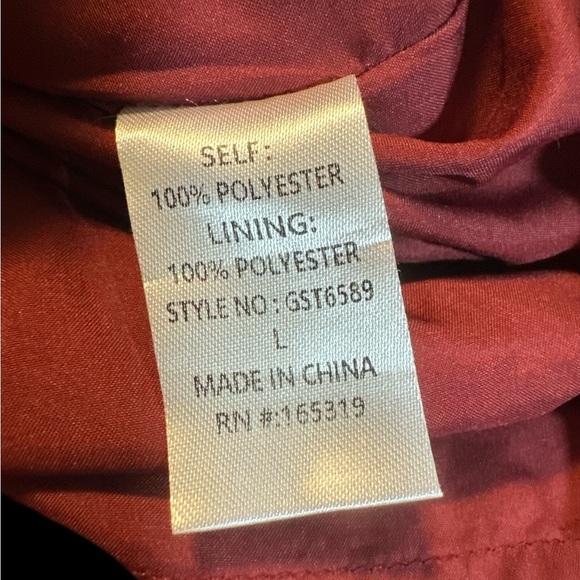 SELF:
100% POLYESTER
LINING:
100% POLYESTER
STYLE NO : GST6589
L
MADE IN CHINA
RN #:165319